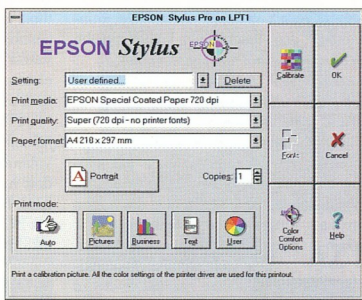 EPSON Stylus Pro on LPT1
EPSON Stylus EPSON
Setting: User defined... Delete
Print media: EPSON Special Coated Paper 720 dpi
Print quality: Super (720 dpi - no printer fonts)
Paper format A4 210 x 297 mm
A Portrait Copies: 1
Print mode:
Auto Pictures Business Text User
Calibrate OK
Fonts Cancel
Color Comfort Options Help
Print a calibration picture. All the color settings of the printer driver are used for this printout.